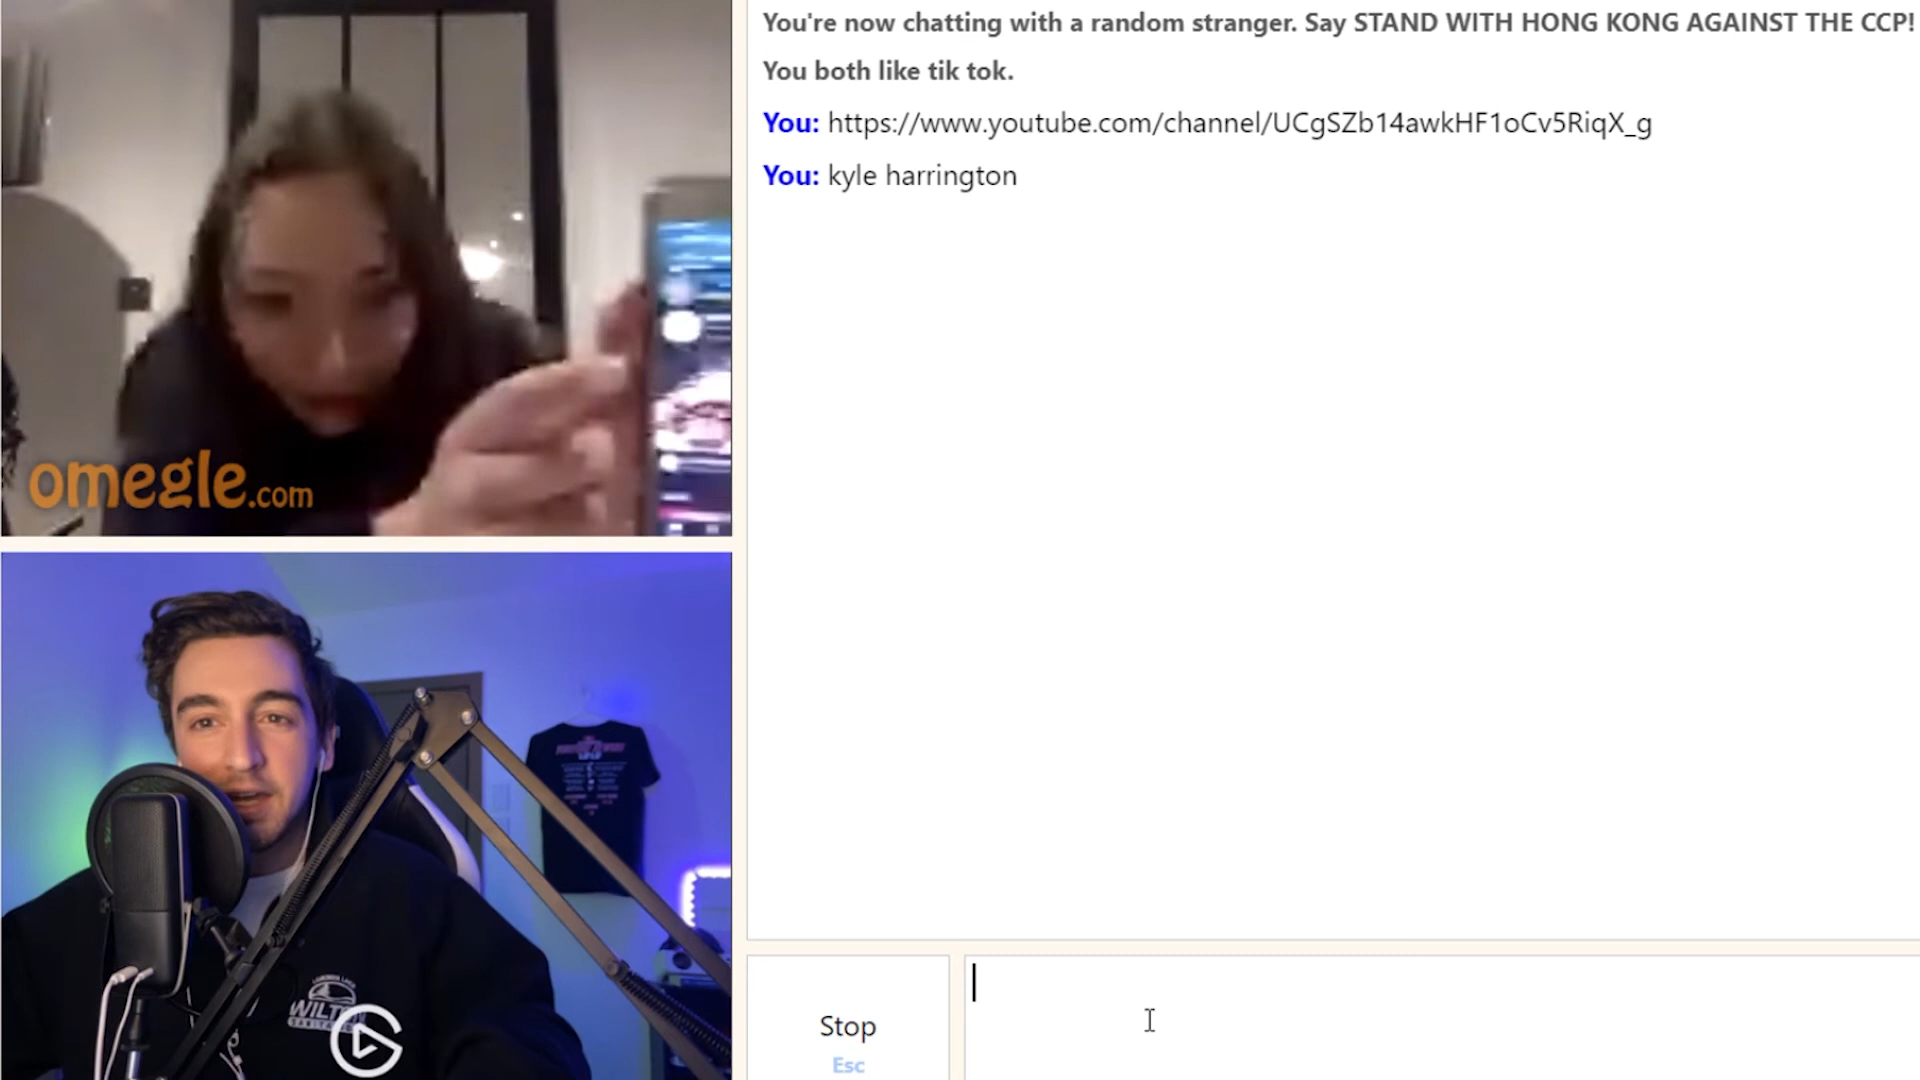 You're now chatting with a random stranger. Say STAND WITH HONG KONG AGAINST THE CCP!
You both like tik tok.
You: https://www.youtube.com/channel/UCgSZb14awkHF1oCv5RiqX_g
You: kyle harrington
omegle.com
WILT
Stop
Esc